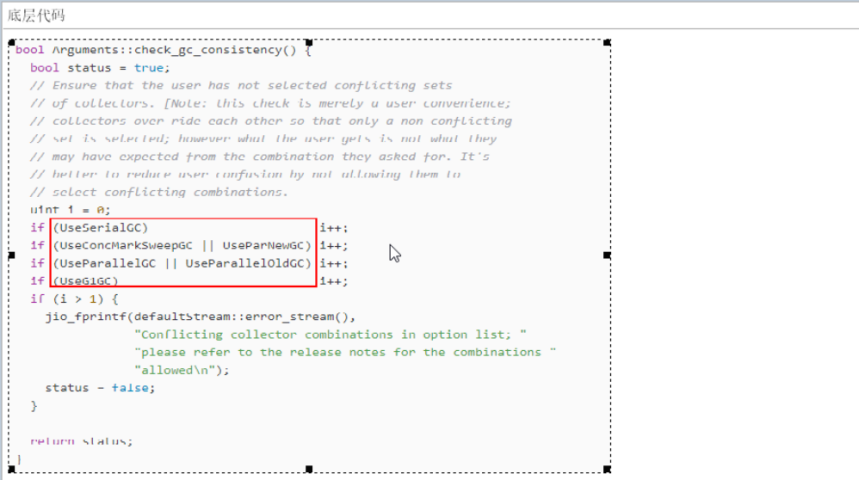 底层代码
bool Arguments::check_gc_consistency() {
bool status = true;
// Ensure that the user has not selected conflicting sets
// of collectors. [Note: this check is merely a user convenience;
// collectors over ride each other so that only a non conflicting
// set is selected; however what the user gets is not what they
// may have expected from the combination they asked for. It's
// better to reduce user confusion by not allowing them to
// select conflicting combinations.
uint i = 0;
if (UseSerialGC) i++;
if (UseConcMarkSweepGC || UseParNewGC) i++;
if (UseParallelGC || UseParallelOldGC) i++;
if (UseG1GC) i++;
if (i > 1) {
jio_fprintf(defaultStream::error_stream(),
"Conflicting collector combinations in option list; "
"please refer to the release notes for the combinations "
"allowed\n");
status = false;
}
return status;
}